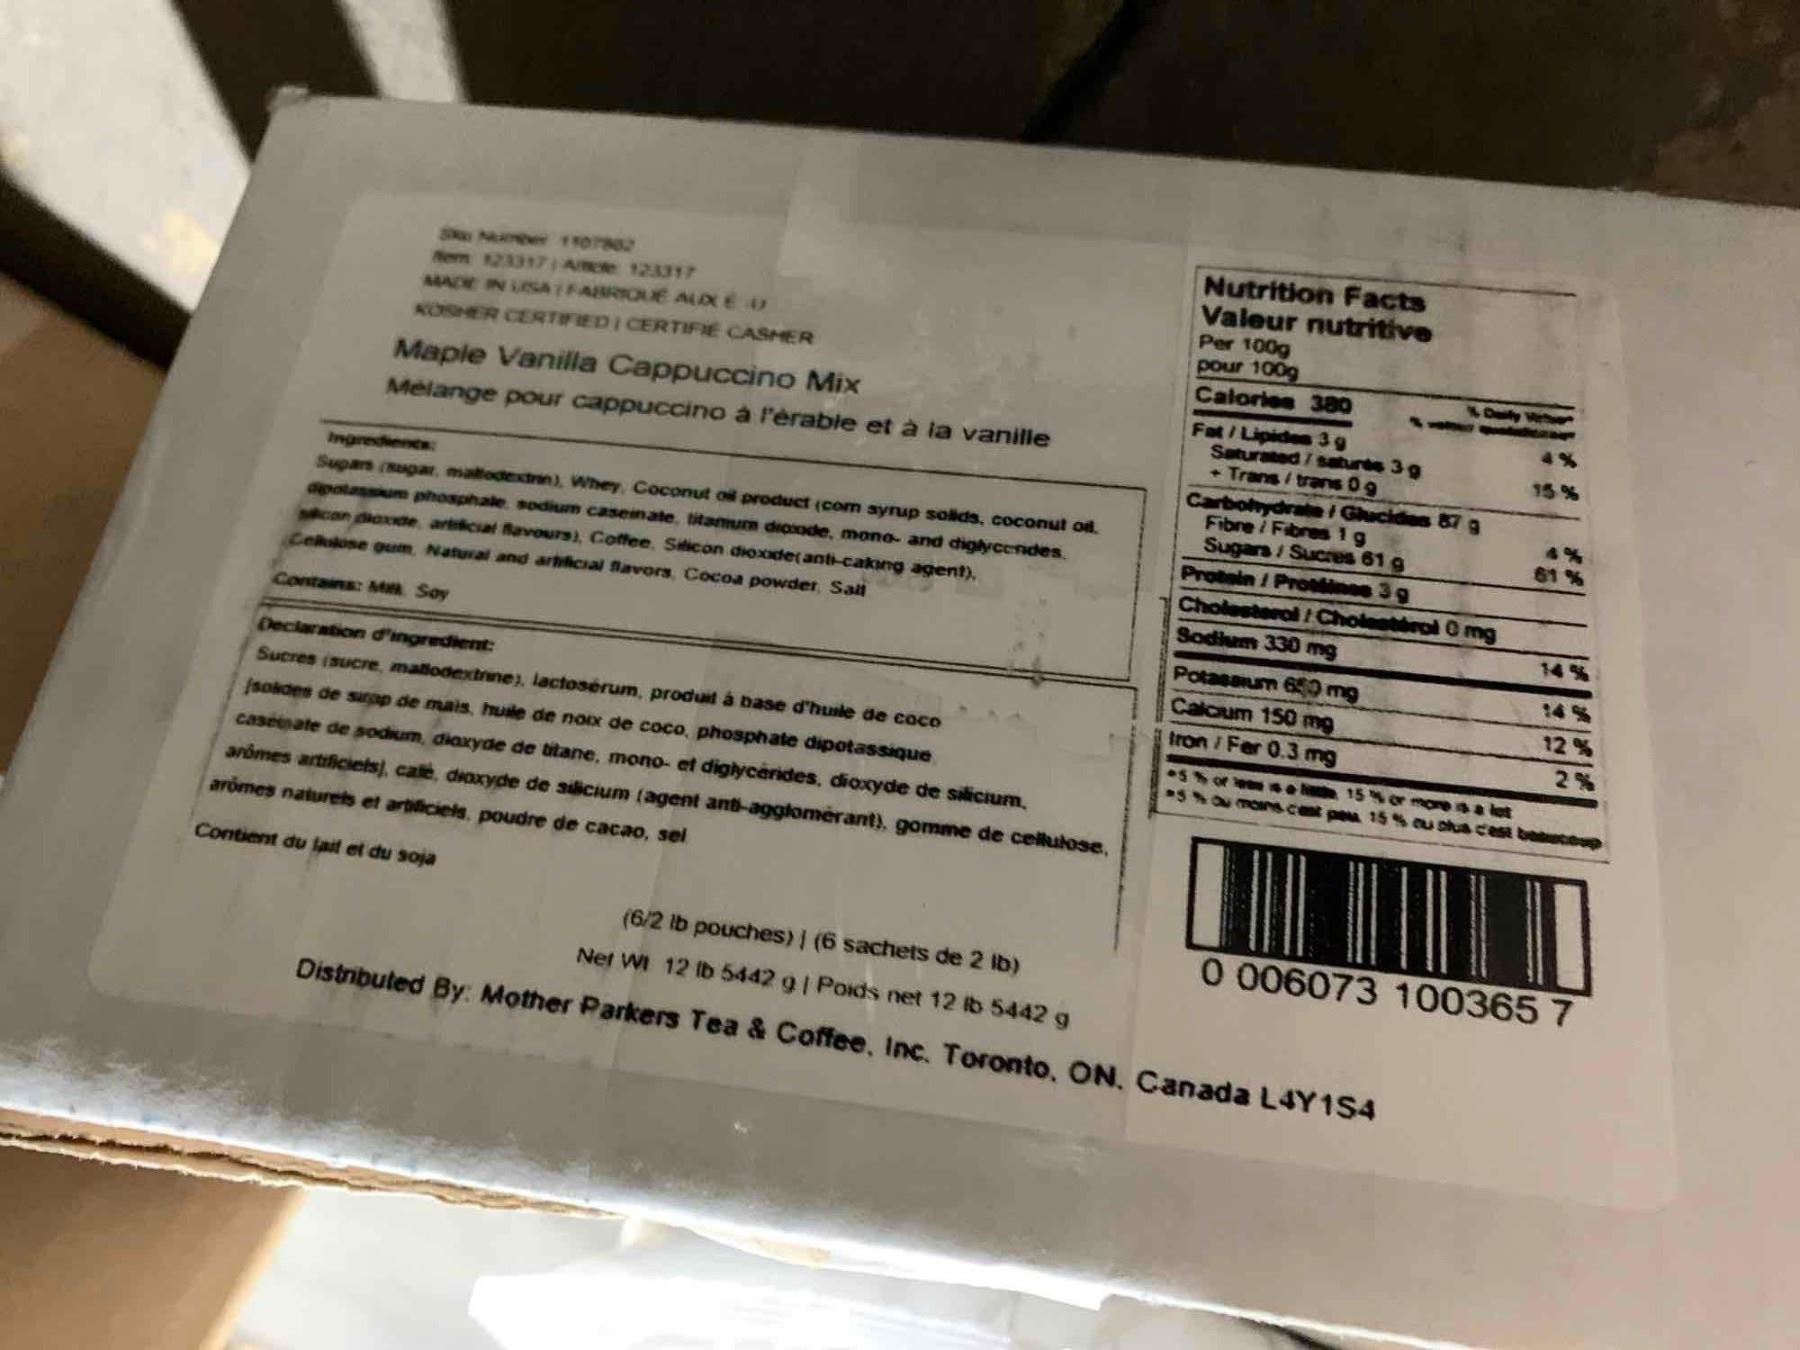 Sku Number 1107802
Item 123317 | Article 123317
MADE IN USA | FABRIQUÉ AUX É.-U
KOSHER CERTIFIED | CERTIFIÉ CASHER
Maple Vanilla Cappuccino Mix
Mélange pour cappuccino à l'érable et à la vanille
Ingredients:
Sugars (sugar, maltodextrin), Whey, Coconut oil product (corn syrup solids, coconut oil,
dipotassium phosphate, sodium caseinate, titanium dioxide, mono- and diglycerides,
silicon dioxide, artificial flavours), Coffee, Silicon dioxide(anti-caking agent),
Cellulose gum, Natural and artificial flavors, Cocoa powder, Salt
Contains: Milk, Soy
Declaration d'ingredient:
Sucres (sucre, maltodextrine), lactosérum, produit à base d'huile de coco
[solides de sirop de maïs, huile de noix de coco, phosphate dipotassique
caséinate de sodium, dioxyde de titane, mono- et diglycérides, dioxyde de silicium,
arômes artificiels], café, dioxyde de silicium (agent anti-agglomérant), gomme de cellulose,
arômes naturels et artificiels, poudre de cacao, sel
Contient du lait et du soja
(6/2 lb pouches) | (6 sachets de 2 lb)
Net Wt 12 lb 5442 g | Poids net 12 lb 5442 g
Distributed By: Mother Parkers Tea & Coffee, Inc. Toronto, ON, Canada L4Y1S4
Nutrition Facts
Valeur nutritive
Per 100g
pour 100g
Calories 380
% Daily Value*
% valeur quotidienne*
Fat / Lipides 3 g 4 %
Saturated / saturés 3 g
+ Trans / trans 0 g 15 %
Carbohydrate / Glucides 87 g
Fibre / Fibres 1 g 4 %
Sugars / Sucres 61 g 61 %
Protein / Protéines 3 g
Cholesterol / Cholestérol 0 mg
Sodium 330 mg 14 %
Potassium 650 mg 14 %
Calcium 150 mg 12 %
Iron / Fer 0.3 mg 2 %
*5 % or less is a little, 15 % or more is a lot
*5 % ou moins c'est peu, 15 % ou plus c'est beaucoup
0 006073 100365 7